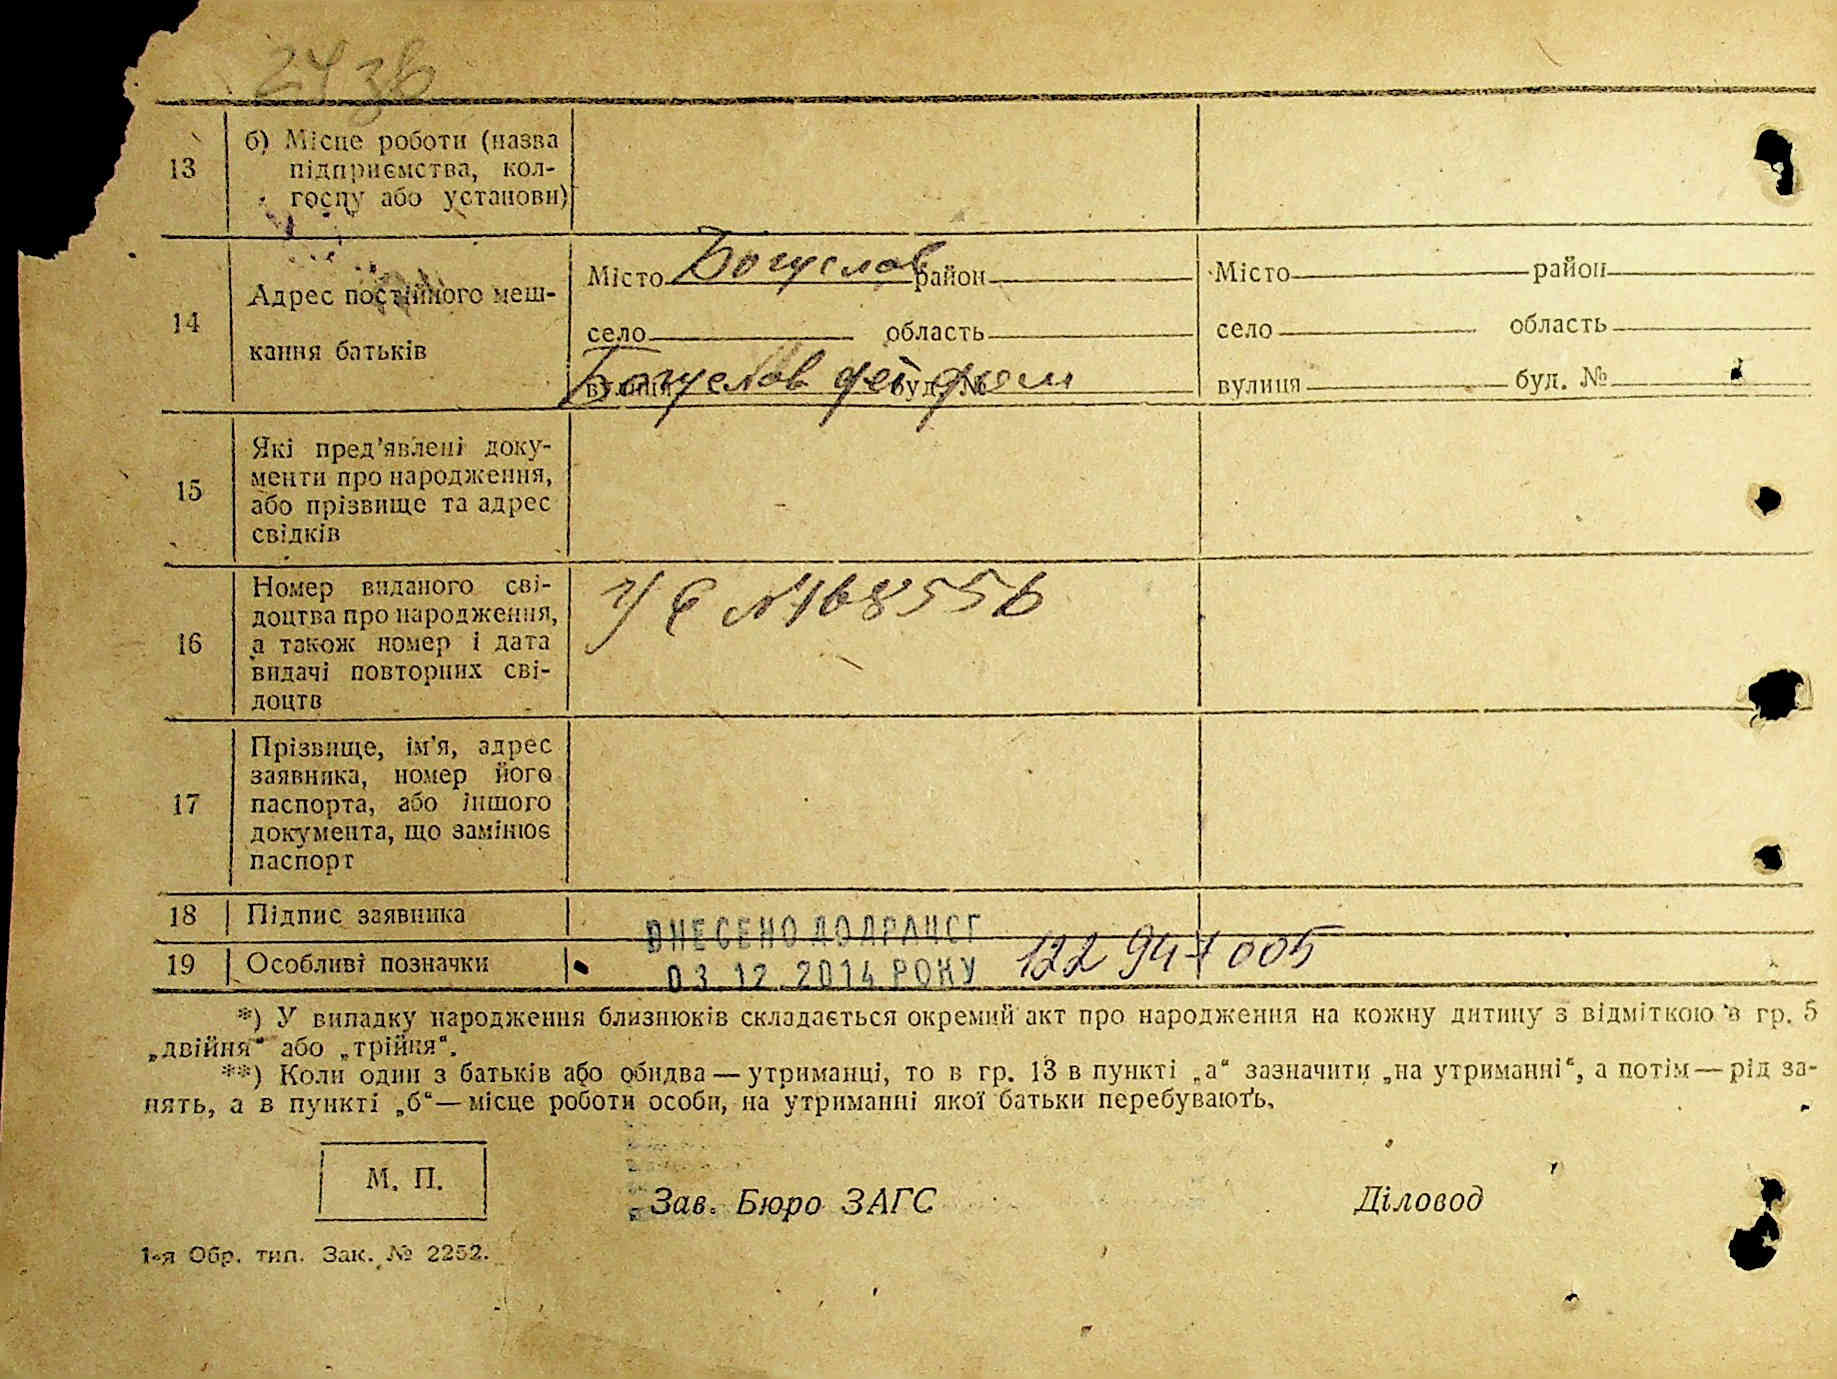 24 зв
13
б) Місце роботи (назва
підприємства, кол-
госпу або установи)
14
Адрес постійного меш-
кання батьків
Місто Богуслав район
село область
вулиця буд. №
Богуслав
Місто район
село область
вулиця буд. №
15
Які пред'явлені доку-
менти про народження,
або прізвище та адрес
свідків
16
Номер виданого сві-
доцтва про народження,
а також номер і дата
видачі повторних сві-
доцтв
УЄ №168556
17
Прізвище, ім'я, адрес
заявника, номер його
паспорта, або іншого
документа, що замінює
паспорт
18 Підпис заявника
ВНЕСЕНО ДО ДРАЦСГ
19 Особливі позначки
03 12 2014 РОКУ
*) У випадку народження близнюків складається окремий акт про народження на кожну дитину з відміткою в гр. 5
„двійня“ або „трійня“.
**) Коли один з батьків або обидва — утриманці, то в гр. 13 в пункті „а“ зазначити „на утриманні“, а потім — рід за-
нять, а в пункті „б“ — місце роботи особи, на утриманні якої батьки перебувають.
М. П.
Зав. Бюро ЗАГС
Діловод
1-я Обр. тип. Зак. № 2252.